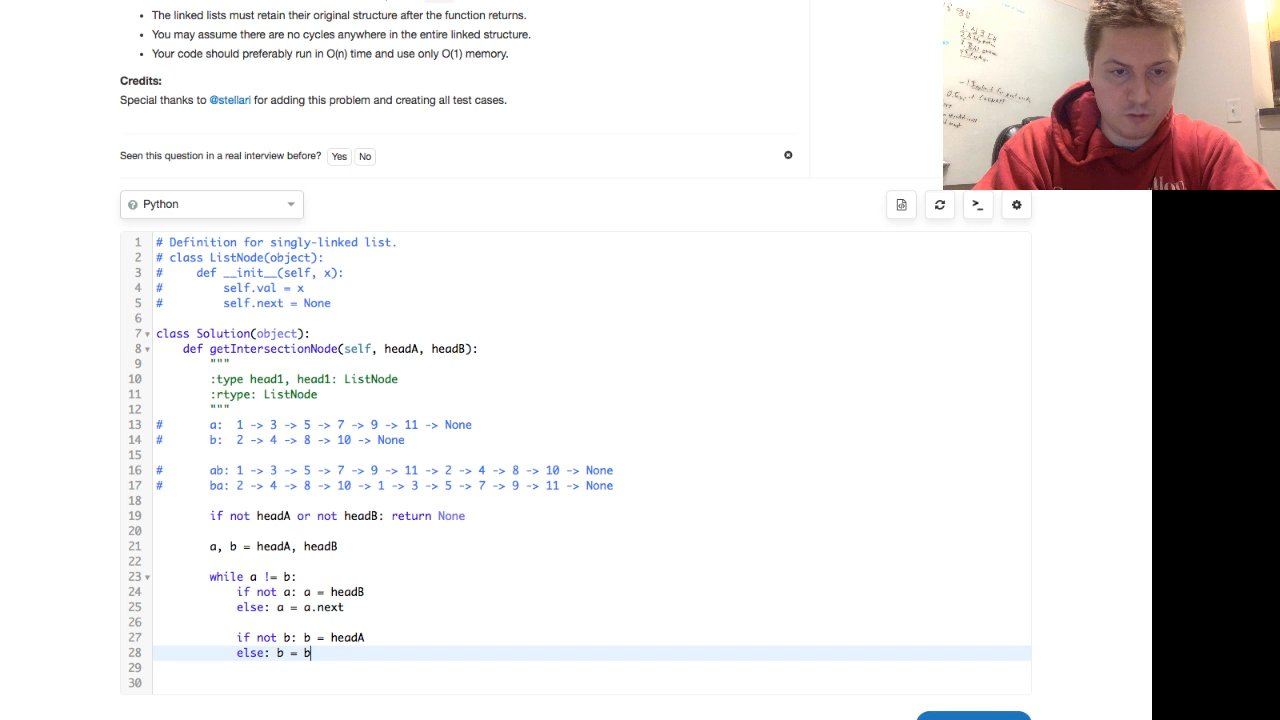 • The linked lists must retain their original structure after the function returns.
• You may assume there are no cycles anywhere in the entire linked structure.
• Your code should preferably run in O(n) time and use only O(1) memory.
Credits:
Special thanks to @stellari for adding this problem and creating all test cases.
Seen this question in a real interview before? Yes No
Python
1 # Definition for singly-linked list.
2 # class ListNode(object):
3 #     def __init__(self, x):
4 #         self.val = x
5 #         self.next = None
6
7 class Solution(object):
8     def getIntersectionNode(self, headA, headB):
9         """
10         :type head1, head1: ListNode
11         :rtype: ListNode
12         """
13 #       a:  1 -> 3 -> 5 -> 7 -> 9 -> 11 -> None
14 #       b:  2 -> 4 -> 8 -> 10 -> None
15
16 #       ab: 1 -> 3 -> 5 -> 7 -> 9 -> 11 -> 2 -> 4 -> 8 -> 10 -> None
17 #       ba: 2 -> 4 -> 8 -> 10 -> 1 -> 3 -> 5 -> 7 -> 9 -> 11 -> None
18
19         if not headA or not headB: return None
20
21         a, b = headA, headB
22
23         while a != b:
24             if not a: a = headB
25             else: a = a.next
26
27             if not b: b = headA
28             else: b = b
29
30